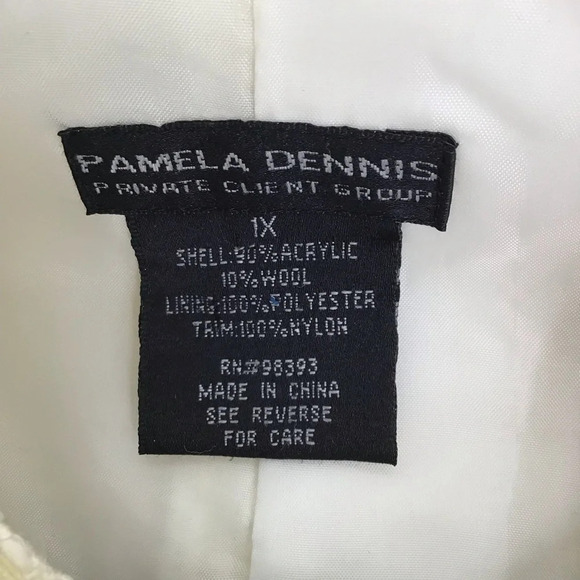 PAMELA DENNIS
PRIVATE CLIENT GROUP
1X
SHELL:90%ACRYLIC
10%WOOL
LINING:100%POLYESTER
TRIM:100%NYLON
RN#98393
MADE IN CHINA
SEE REVERSE
FOR CARE